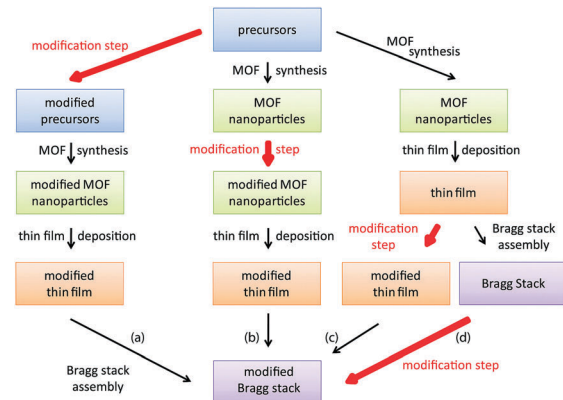 precursors
modification step
MOF synthesis
MOF
synthesis
modified
precursors
MOF
nanoparticles
MOF
nanoparticles
MOF synthesis
modification step
thin film deposition
modified MOF
nanoparticles
modified MOF
nanoparticles
thin film
thin film deposition
thin film deposition
modification
step
Bragg stack
assembly
modified
thin film
modified
thin film
modified
thin film
Bragg Stack
(a)
(b)
(c)
(d)
Bragg stack
assembly
modified
Bragg stack
modification step